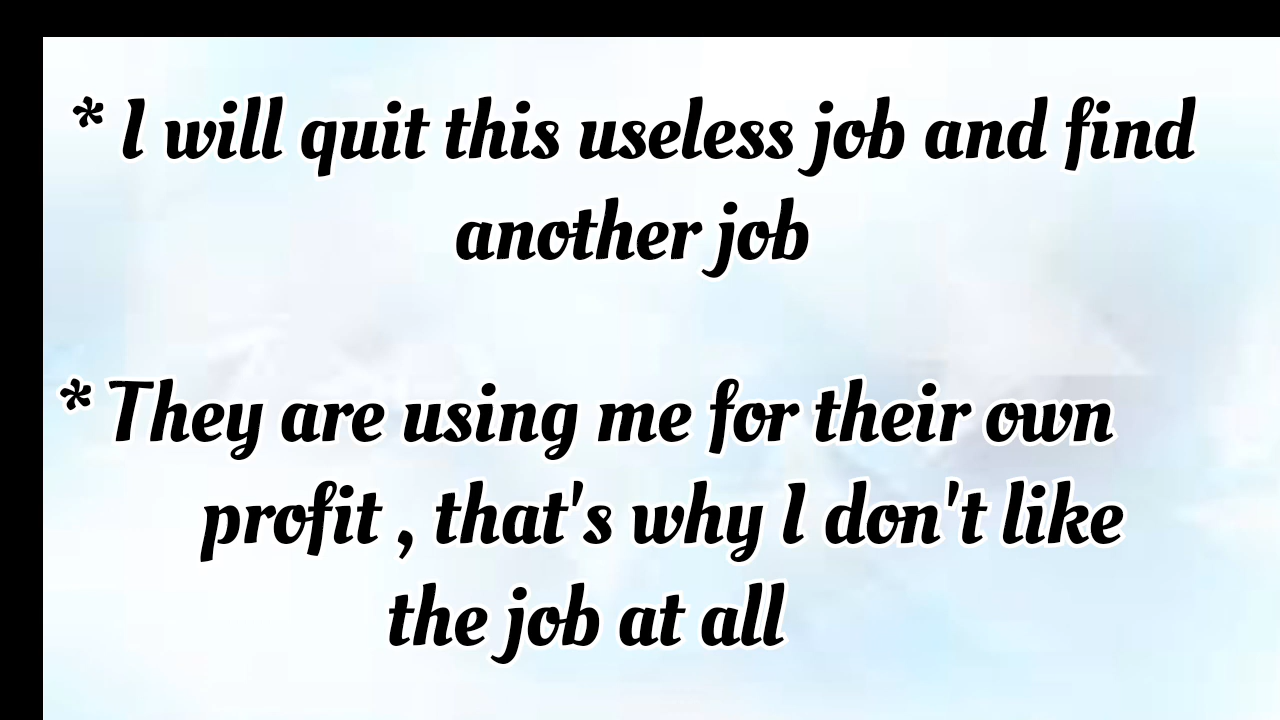 * I will quit this useless job and find
another job
* They are using me for their own
profit , that's why I don't like
the job at all